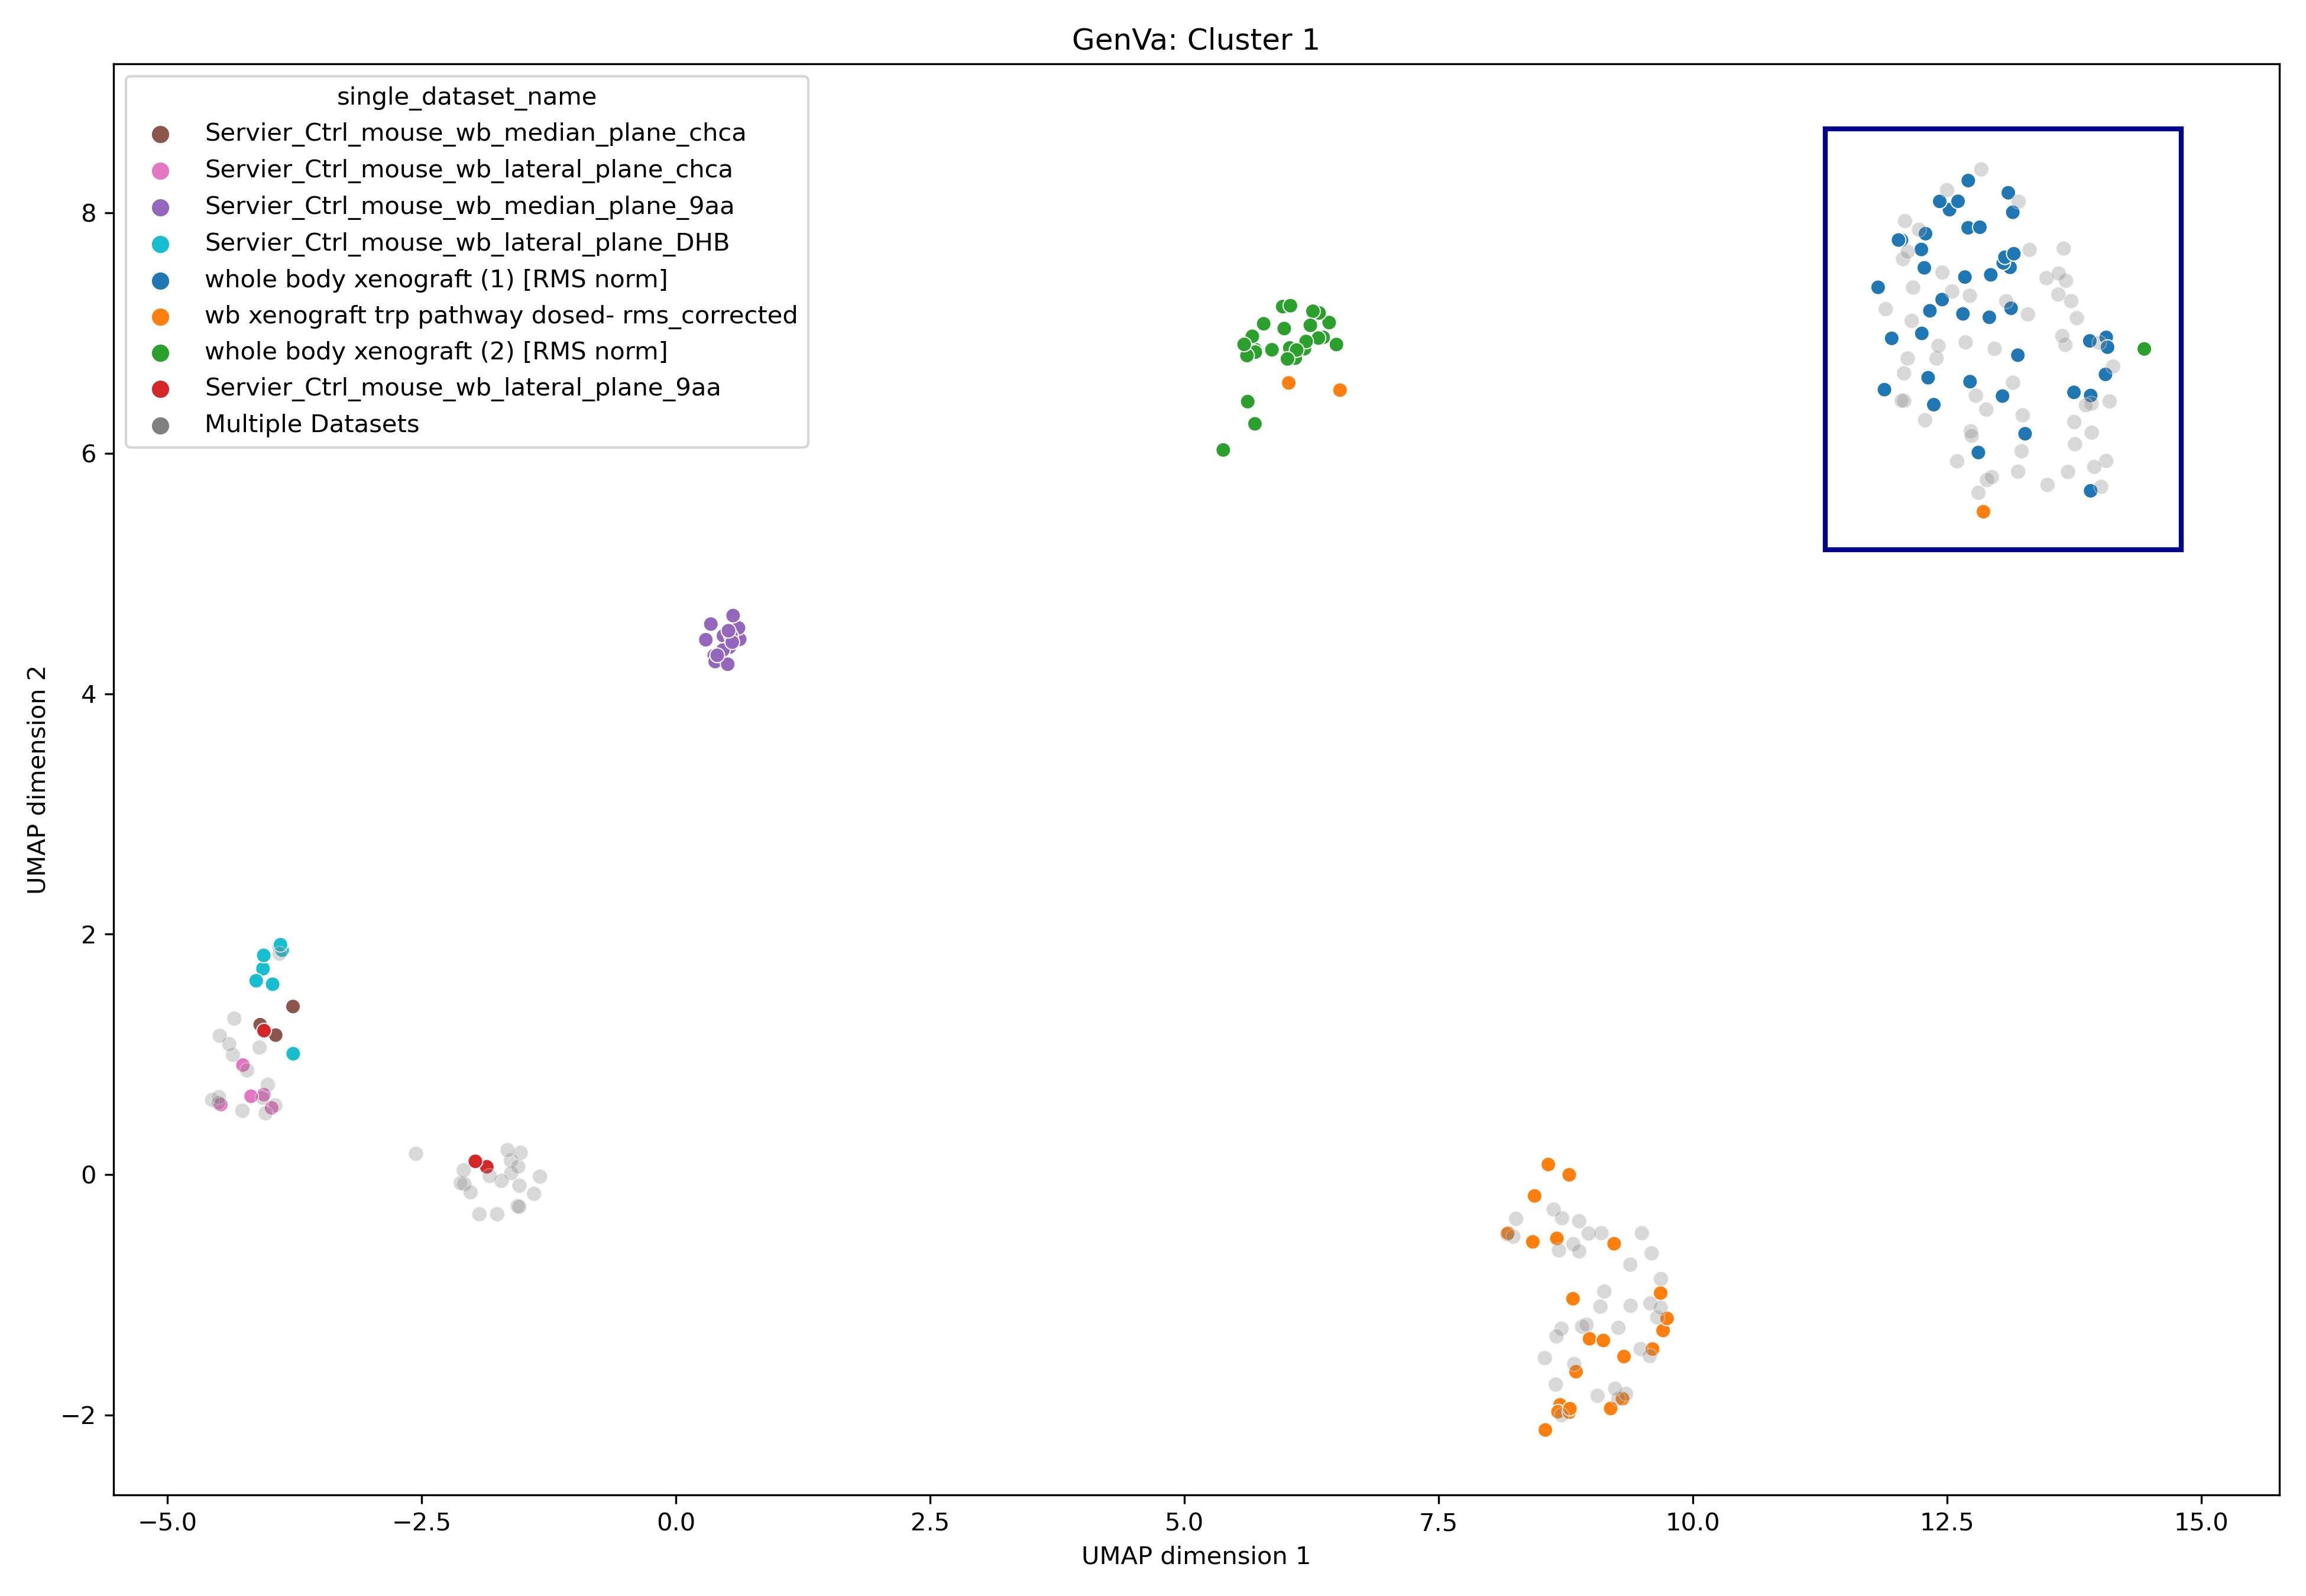 GenVa: Cluster 1
single_dataset_name
Servier_Ctrl_mouse_wb_median_plane_chca
Servier_Ctrl_mouse_wb_lateral_plane_chca
Servier_Ctrl_mouse_wb_median_plane_9aa
Servier_Ctrl_mouse_wb_lateral_plane_DHB
whole body xenograft (1) [RMS norm]
wb xenograft trp pathway dosed- rms_corrected
whole body xenograft (2) [RMS norm]
Servier_Ctrl_mouse_wb_lateral_plane_9aa
Multiple Datasets
8
6
4
2
0
−2
UMAP dimension 2
−5.0 −2.5 0.0 2.5 5.0 7.5 10.0 12.5 15.0
UMAP dimension 1